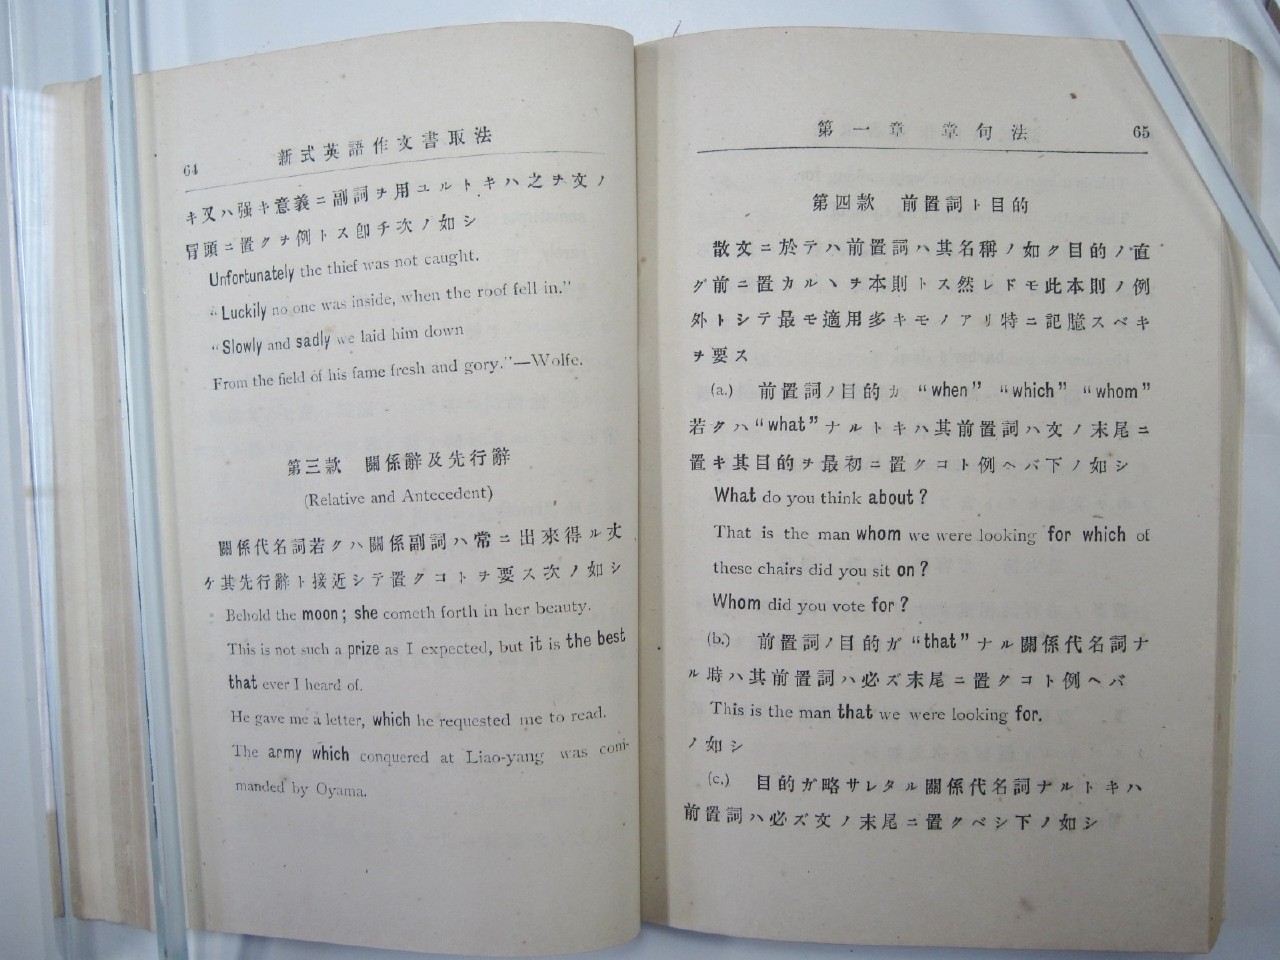 64 新式英語作文書取法
キ又ハ强キ意義ニ副詞ヲ用ユルトキハ之ヲ文ノ
冐頭ニ置クヲ例トス卽チ次ノ如シ
Unfortunately the thief was not caught.
“Luckily no one was inside, when the roof fell in.”
“Slowly and sadly we laid him down
From the field of his fame fresh and gory.”—Wolfe.
第三款 關係辭及先行辭
(Relative and Antecedent)
關係代名詞若クハ關係副詞ハ常ニ出來得ル丈
ケ其先行辭ト接近シテ置クコトヲ要ス次ノ如シ
Behold the moon; she cometh forth in her beauty.
This is not such a prize as I expected, but it is the best
that ever I heard of.
He gave me a letter, which he requested me to read.
The army which conquered at Liao-yang was com-
manded by Oyama.
第一章 章句法 65
第四款 前置詞ト目的
散文ニ於テハ前置詞ハ其名稱ノ如ク目的ノ直
グ前ニ置カルヽヲ本則トス然レドモ此本則ノ例
外トシテ最モ適用多キモノアリ特ニ記臆スベキ
ヲ要ス
(a.) 前置詞ノ目的カ “when” “which” “whom”
若クハ “what” ナルトキハ其前置詞ハ文ノ末尾ニ
置キ其目的ヲ最初ニ置クコト例ヘバ下ノ如シ
What do you think about?
That is the man whom we were looking for which of
these chairs did you sit on?
Whom did you vote for?
(b.) 前置詞ノ目的ガ “that” ナル關係代名詞ナ
ル時ハ其前置詞ハ必ズ末尾ニ置クコト例ヘバ
This is the man that we were looking for.
ノ如シ
(c.) 目的ガ略サレタル關係代名詞ナルトキハ
前置詞ハ必ズ文ノ末尾ニ置クベシ下ノ如シ